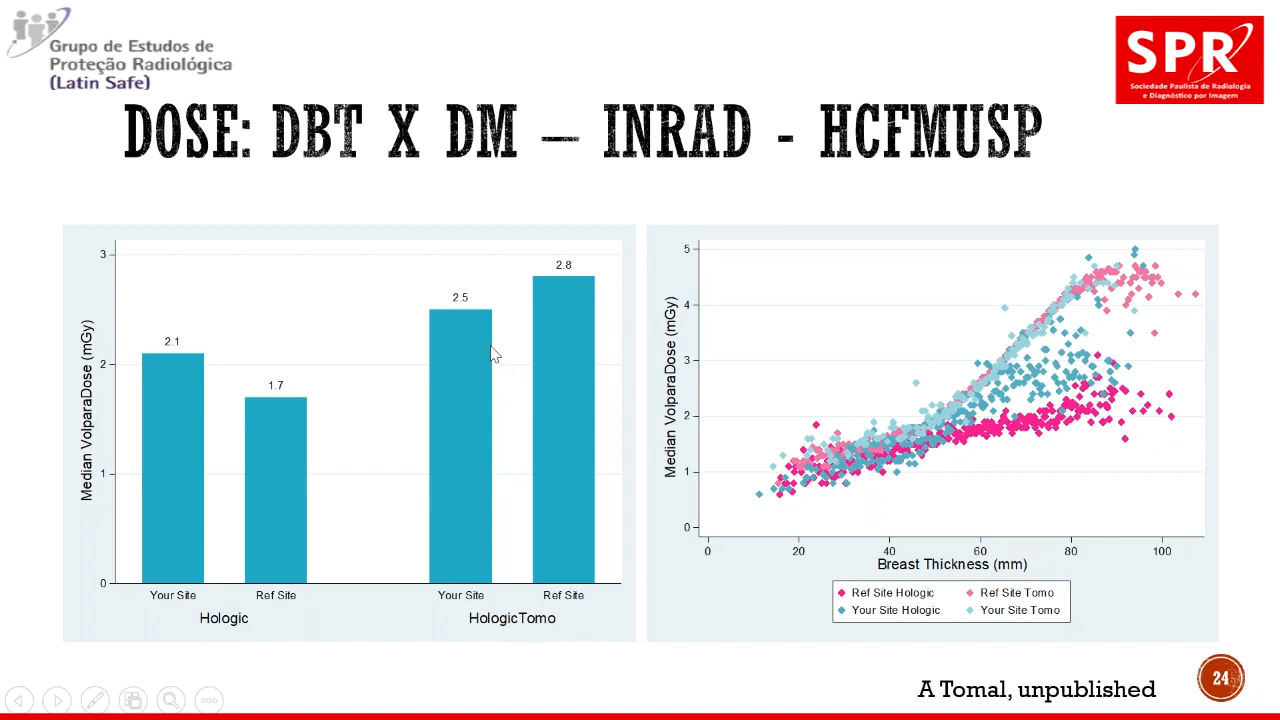 Grupo de Estudos de
Proteção Radiológica
(Latin Safe)
SPR
Sociedade Paulista de Radiologia
e Diagnóstico por Imagem
DOSE: DBT X DM – INRAD - HCFMUSP
Median VolparaDose (mGy)
3
2
1
0
2.1
1.7
2.5
2.8
Your Site
Ref Site
Your Site
Ref Site
Hologic
HologicTomo
Median VolparaDose (mGy)
5
4
3
2
1
0
0
20
40
60
80
100
Breast Thickness (mm)
Ref Site Hologic
Ref Site Tomo
Your Site Hologic
Your Site Tomo
A Tomal, unpublished
24